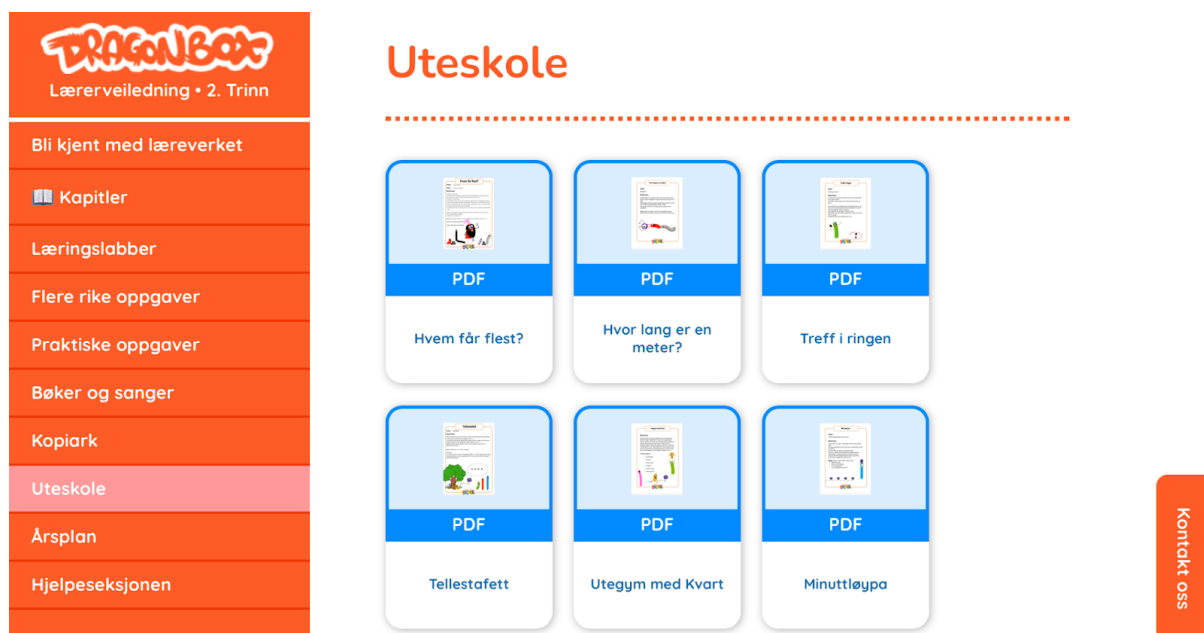 DRAGONBOX
Lærerveiledning • 2. Trinn
Bli kjent med læreverket
Kapitler
Læringslabber
Flere rike oppgaver
Praktiske oppgaver
Bøker og sanger
Kopiark
Uteskole
Årsplan
Hjelpeseksjonen
Uteskole
PDF
Hvem får flest?
PDF
Hvor lang er en
meter?
PDF
Treff i ringen
PDF
Tellestafett
PDF
Utegym med Kvart
PDF
Minuttløypa
Kontakt oss